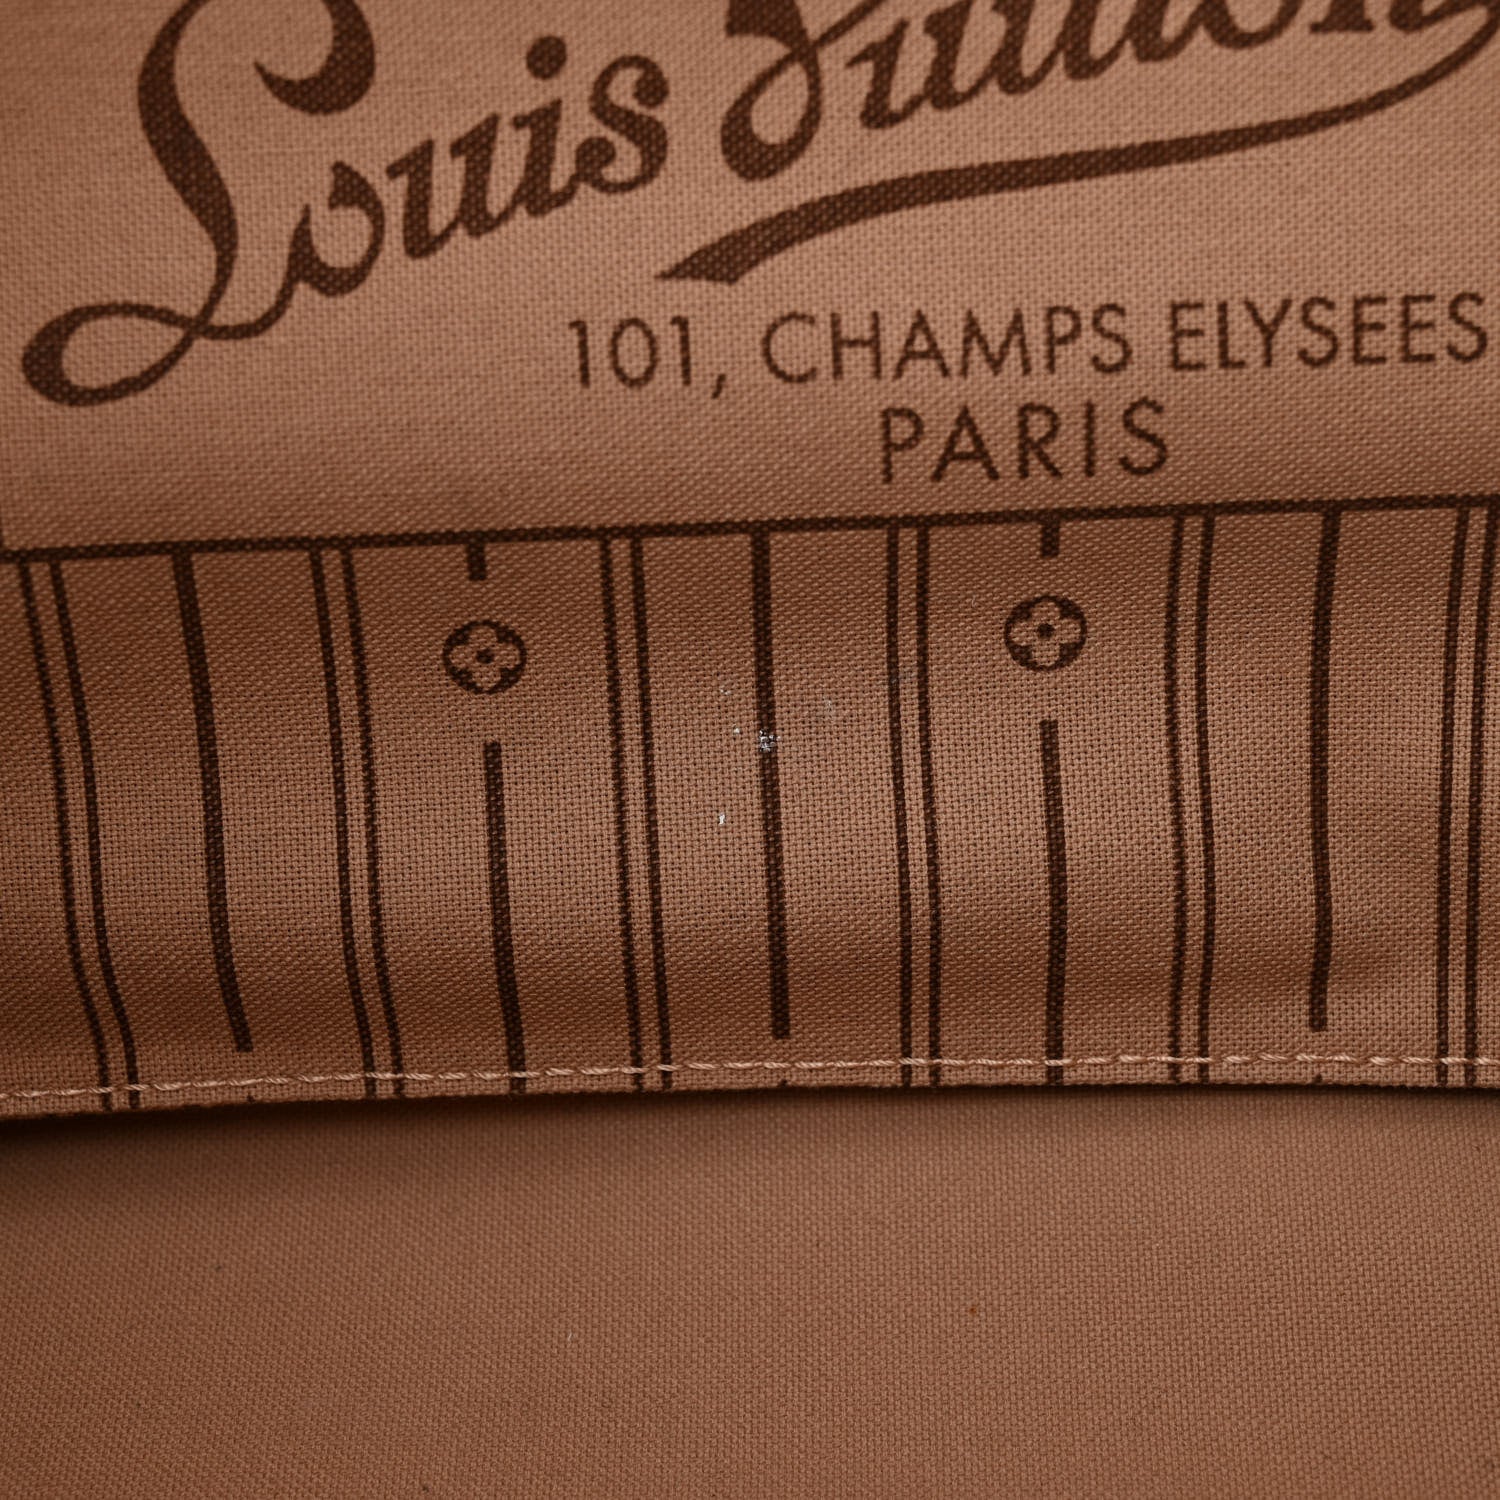 Louis Vuitton
101, CHAMPS ELYSEES
PARIS